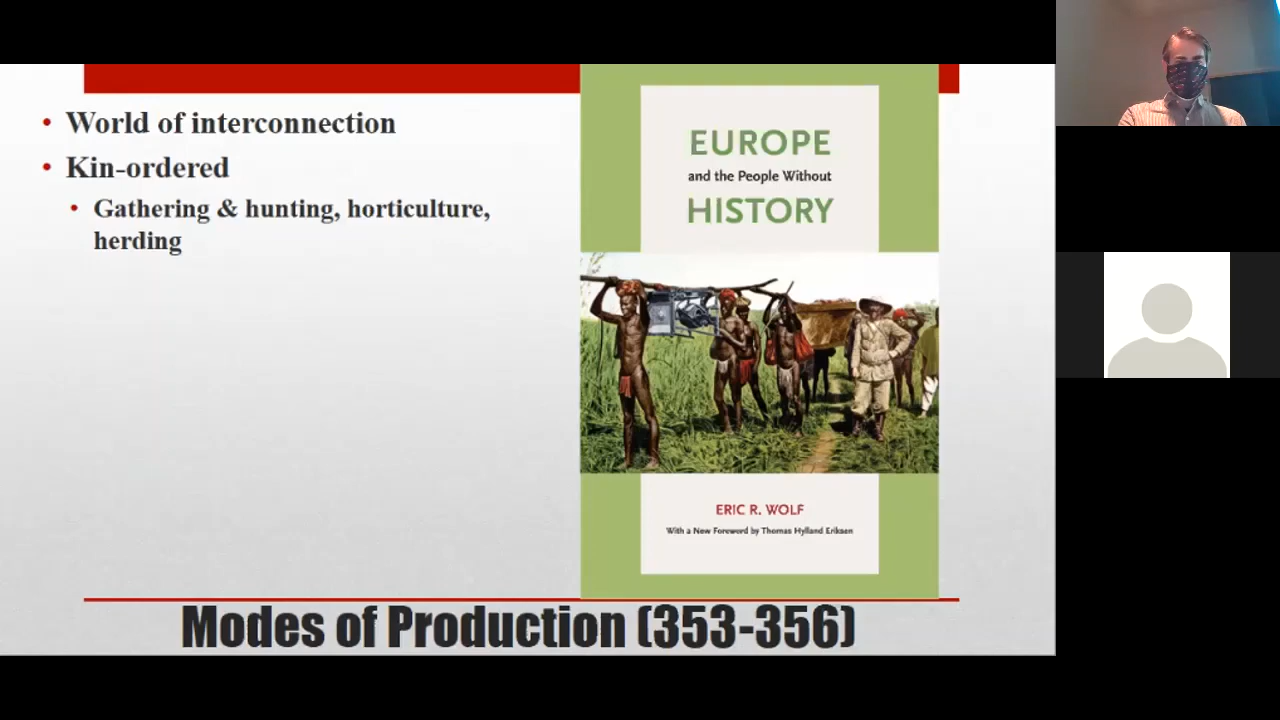 World of interconnection
Kin-ordered
Gathering & hunting, horticulture,
herding
EUROPE
and the People Without
HISTORY
ERIC R. WOLF
With a New Foreword by Thomas Hylland Eriksen
Modes of Production (353-356)